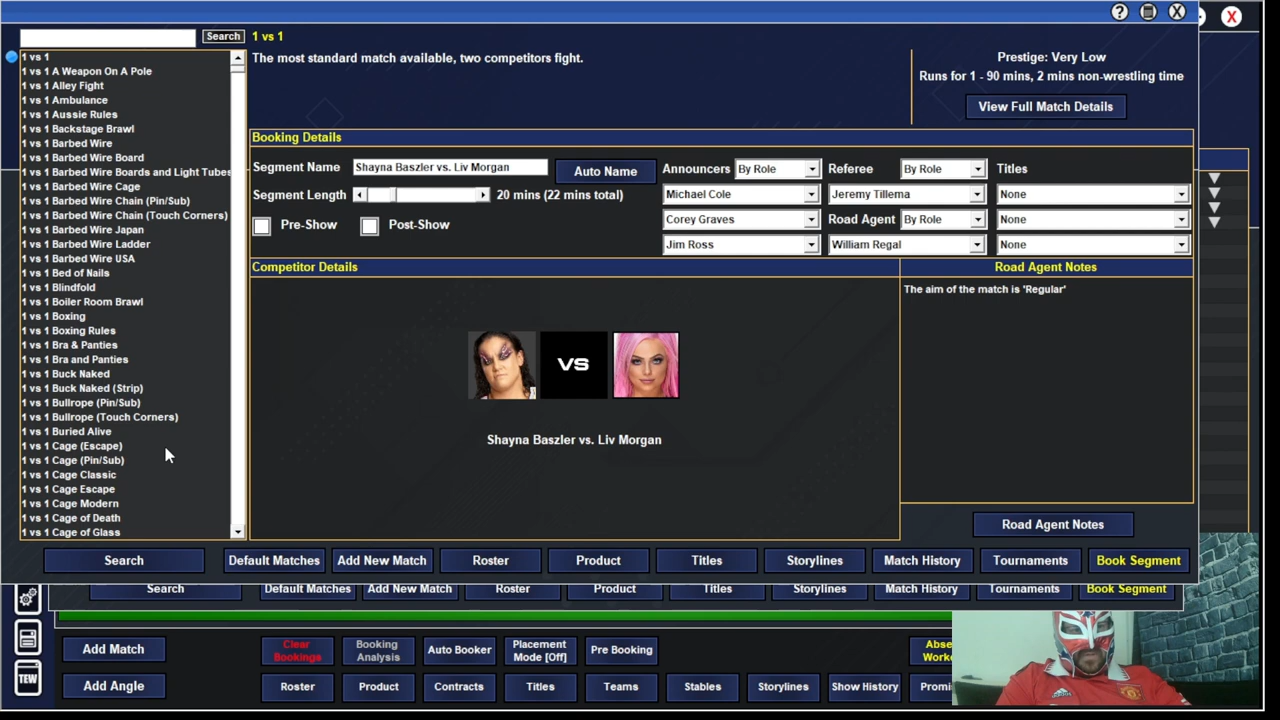 ? X X
Search 1 vs 1
1 vs 1
1 vs 1 A Weapon On A Pole
1 vs 1 Alley Fight
1 vs 1 Ambulance
1 vs 1 Aussie Rules
1 vs 1 Backstage Brawl
1 vs 1 Barbed Wire
1 vs 1 Barbed Wire Board
1 vs 1 Barbed Wire Boards and Light Tubes
1 vs 1 Barbed Wire Cage
1 vs 1 Barbed Wire Chain (Pin/Sub)
1 vs 1 Barbed Wire Chain (Touch Corners)
1 vs 1 Barbed Wire Japan
1 vs 1 Barbed Wire Ladder
1 vs 1 Barbed Wire USA
1 vs 1 Bed of Nails
1 vs 1 Blindfold
1 vs 1 Boiler Room Brawl
1 vs 1 Boxing
1 vs 1 Boxing Rules
1 vs 1 Bra & Panties
1 vs 1 Bra and Panties
1 vs 1 Buck Naked
1 vs 1 Buck Naked (Strip)
1 vs 1 Bullrope (Pin/Sub)
1 vs 1 Bullrope (Touch Corners)
1 vs 1 Buried Alive
1 vs 1 Cage (Escape)
1 vs 1 Cage (Pin/Sub)
1 vs 1 Cage Classic
1 vs 1 Cage Escape
1 vs 1 Cage Modern
1 vs 1 Cage of Death
1 vs 1 Cage of Glass
The most standard match available, two competitors fight.
Prestige: Very Low
Runs for 1 - 90 mins, 2 mins non-wrestling time
View Full Match Details
Booking Details
Segment Name Shayna Baszler vs. Liv Morgan Auto Name Announcers By Role Referee By Role Titles
Segment Length 20 mins (22 mins total) Michael Cole Jeremy Tillema None
Pre-Show Post-Show Corey Graves Road Agent By Role None
Jim Ross William Regal None
Competitor Details
VS
Shayna Baszler vs. Liv Morgan
Road Agent Notes
The aim of the match is 'Regular'
Road Agent Notes
Search Default Matches Add New Match Roster Product Titles Storylines Match History Tournaments Book Segment
Search Default Matches Add New Match Roster Product Titles Storylines Match History Tournaments Book Segment
Add Match Clear Bookings Booking Analysis Auto Booker Placement Mode [Off] Pre Booking
TEW Add Angle Roster Product Contracts Titles Teams Stables Storylines Show History